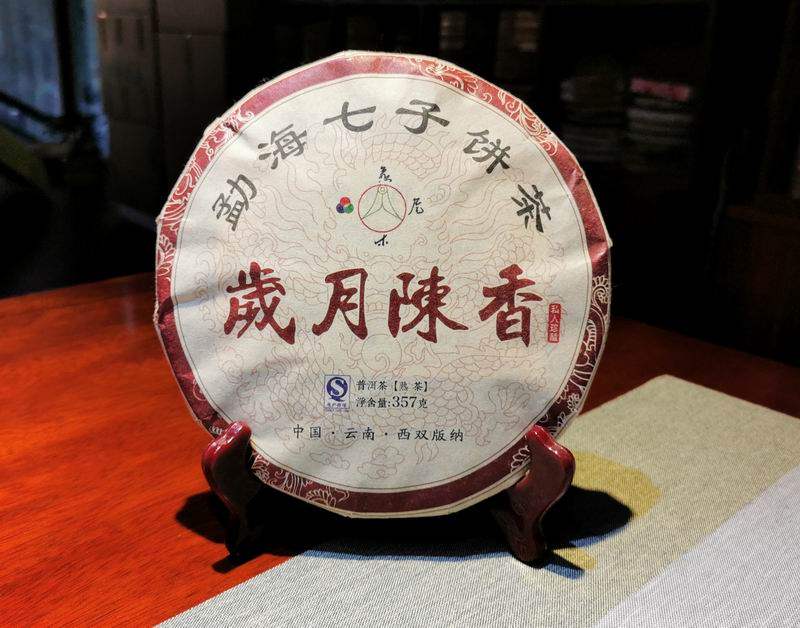 勐海七子饼茶
歲月陳香
私人珍藏
普洱茶【熟茶】
净含量:357克
中国·云南·西双版纳